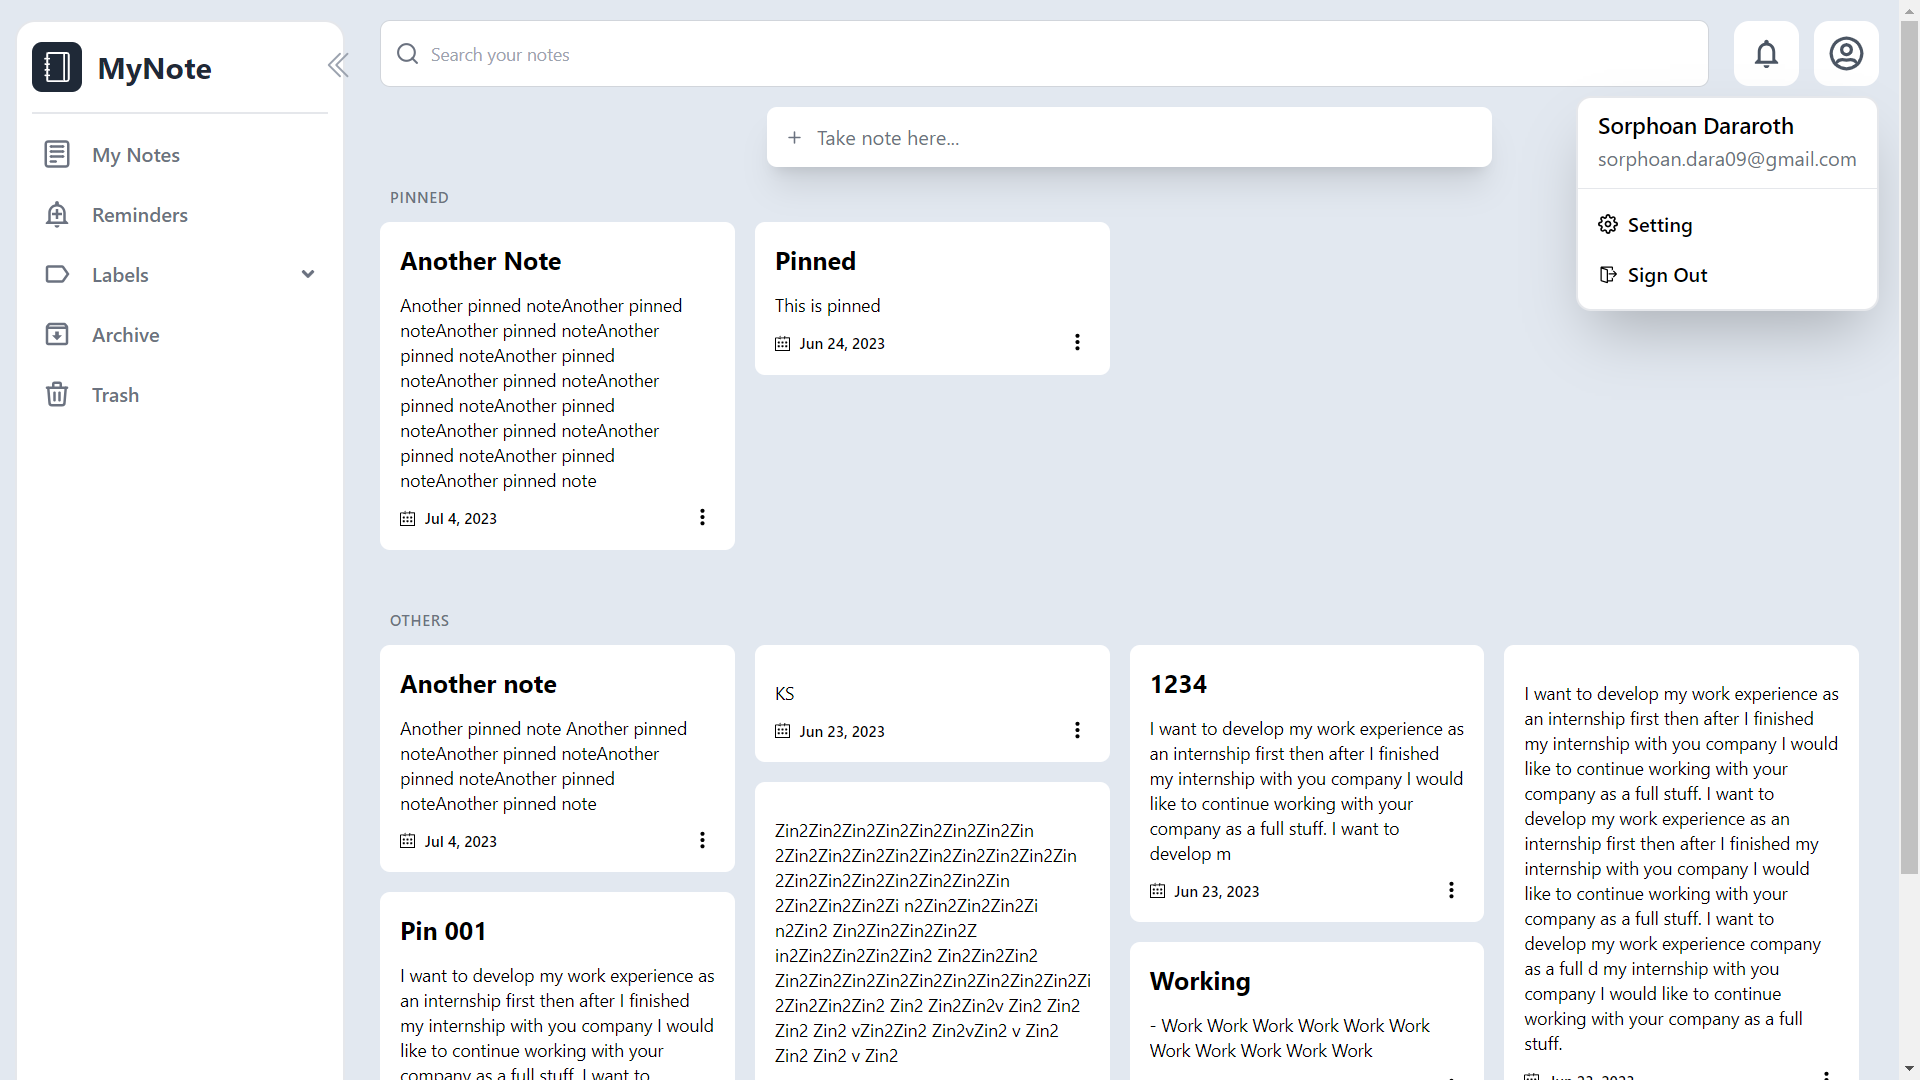 MyNote
My Notes
Reminders
Labels
Archive
Trash
Search your notes
Take note here...
Sorphoan Dararoth
sorphoan.dara09@gmail.com
Setting
Sign Out
PINNED
Another Note
Another pinned noteAnother pinned
noteAnother pinned noteAnother
pinned noteAnother pinned
noteAnother pinned noteAnother
pinned noteAnother pinned
noteAnother pinned noteAnother
pinned noteAnother pinned
noteAnother pinned note
Jul 4, 2023
Pinned
This is pinned
Jun 24, 2023
OTHERS
Another note
Another pinned note Another pinned
noteAnother pinned noteAnother
pinned noteAnother pinned
noteAnother pinned note
Jul 4, 2023
Pin 001
I want to develop my work experience as
an internship first then after I finished
my internship with you company I would
like to continue working with your
company as a full stuff. I want to
KS
Jun 23, 2023
Zin2Zin2Zin2Zin2Zin2Zin2Zin2Zin
2Zin2Zin2Zin2Zin2Zin2Zin2Zin2Zin2Zin
2Zin2Zin2Zin2Zin2Zin2Zin2Zin
2Zin2Zin2Zin2Zi n2Zin2Zin2Zin2Zi
n2Zin2 Zin2Zin2Zin2Zin2Z
in2Zin2Zin2Zin2Zin2 Zin2Zin2Zin2
Zin2Zin2Zin2Zin2Zin2Zin2Zin2Zin2Zin2Zi
2Zin2Zin2Zin2 Zin2 Zin2Zin2v Zin2 Zin2
Zin2 Zin2 vZin2Zin2 Zin2vZin2 v Zin2
Zin2 Zin2 v Zin2
1234
I want to develop my work experience as
an internship first then after I finished
my internship with you company I would
like to continue working with your
company as a full stuff. I want to
develop m
Jun 23, 2023
Working
- Work Work Work Work Work Work
Work Work Work Work Work
I want to develop my work experience as
an internship first then after I finished
my internship with you company I would
like to continue working with your
company as a full stuff. I want to
develop my work experience as an
internship first then after I finished my
internship with you company I would
like to continue working with your
company as a full stuff. I want to
develop my work experience company
as a full d my internship with you
company I would like to continue
working with your company as a full
stuff.
Jun 23, 2023